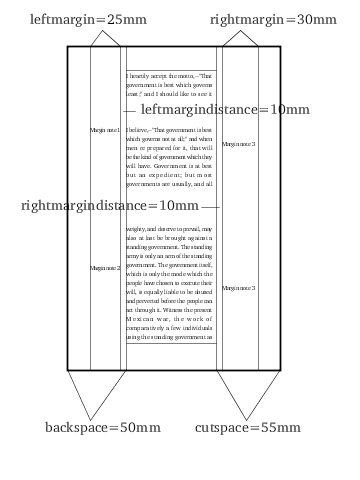 leftmargin=25mm
rightmargin=30mm
I heartily accept the motto,–"That
government is best which governs
least;" and I should like to see it
leftmargindistance=10mm
I believe,–"That government is best
Margin note1
which governs not at all;" and when
men are prepared for it, that will
Margin note 3
be the kind of government which they
will have. Government is at best
but an expedient; but most
governments are usually, and all
rightmargindistance=10mm
weighty, and deserve to prevail, may
also at last be brought against a
standing government. The standing
army is only an arm of the standing
government. The government itself,
Margin note 2
which is only the mode which the
people have chosen to execute their
Margin note 3
will, is equally liable to be abused
and perverted before the people can
act through it. Witness the present
Mexican war, the work of
comparatively a few individuals
using the standing government as
backspace=50mm
cutspace=55mm